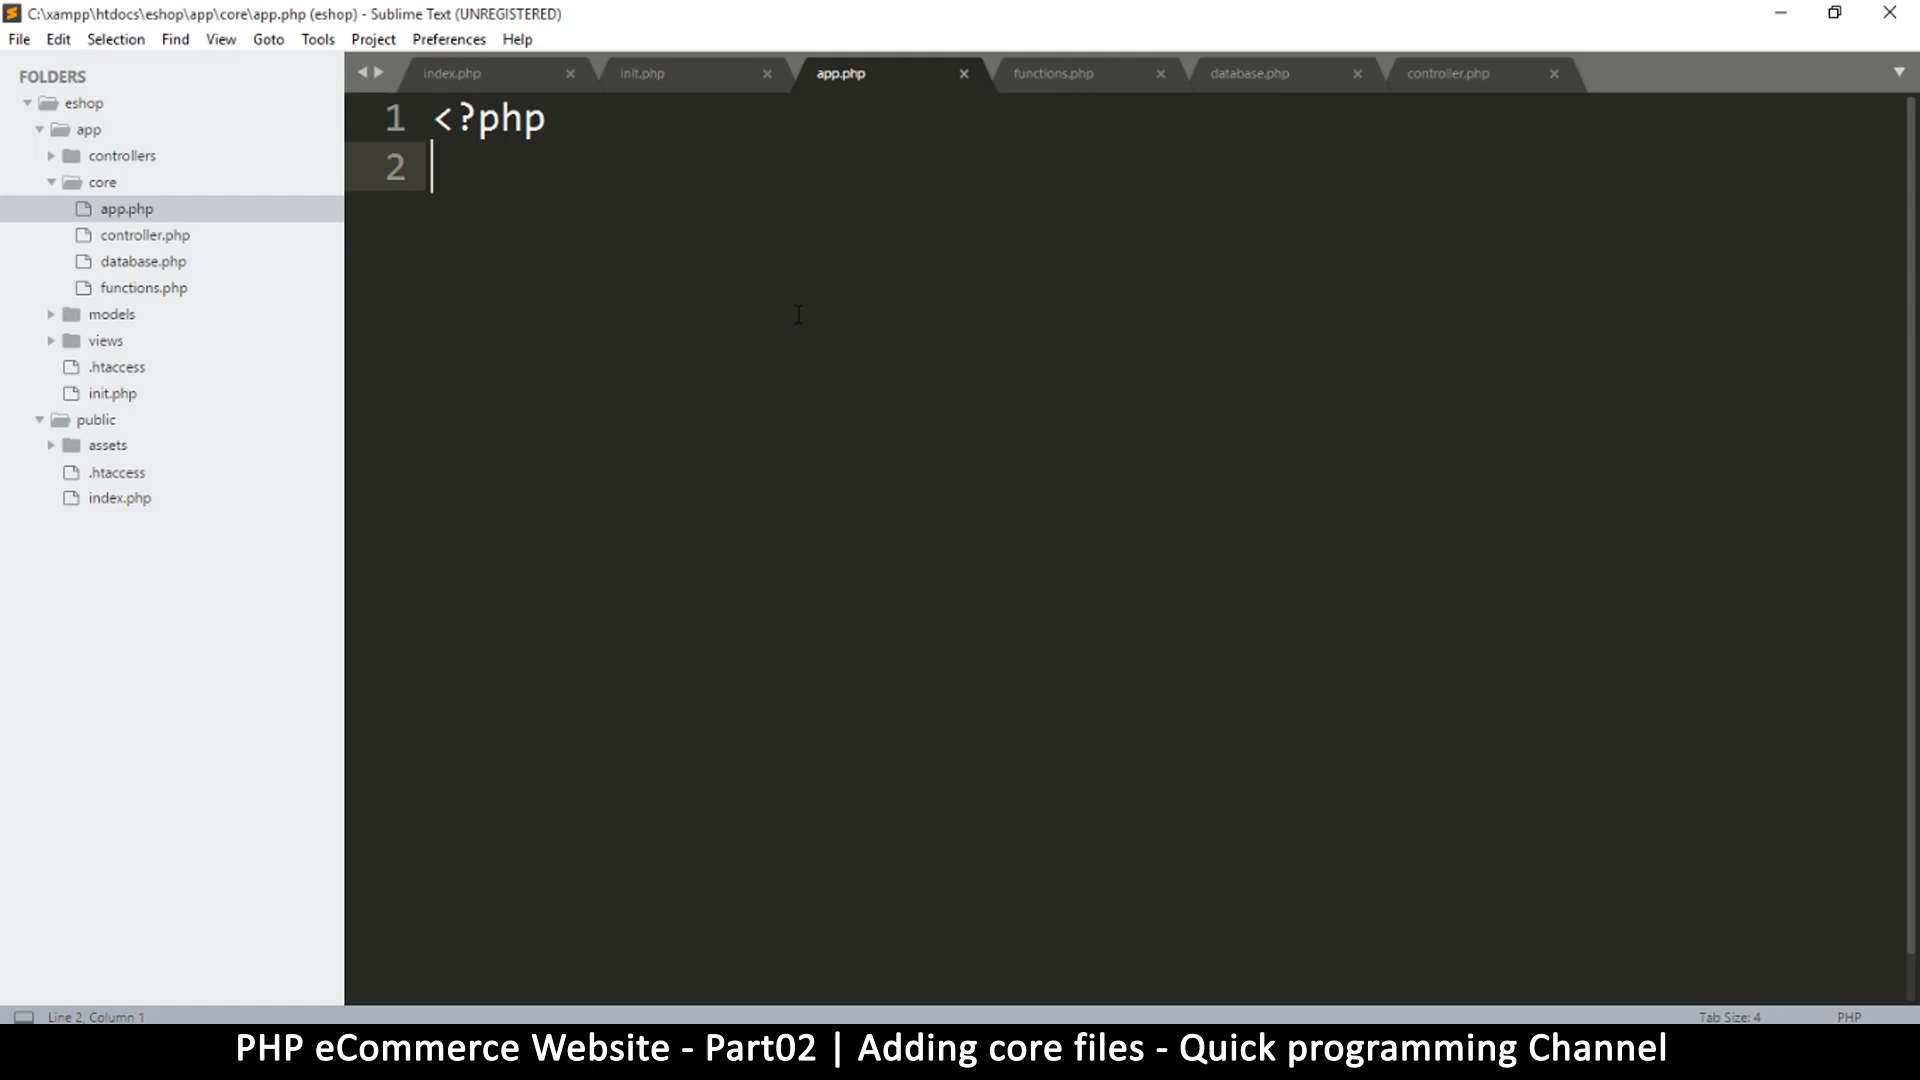 C:\xampp\htdocs\eshop\app\core\app.php (eshop) - Sublime Text (UNREGISTERED)
File Edit Selection Find View Goto Tools Project Preferences Help
FOLDERS
eshop
app
controllers
core
app.php
controller.php
database.php
functions.php
models
views
.htaccess
init.php
public
assets
.htaccess
index.php
index.php init.php app.php functions.php database.php controller.php
1 <?php
2
Line 2, Column 1 Tab Size: 4 PHP
PHP eCommerce Website - Part02 | Adding core files - Quick programming Channel